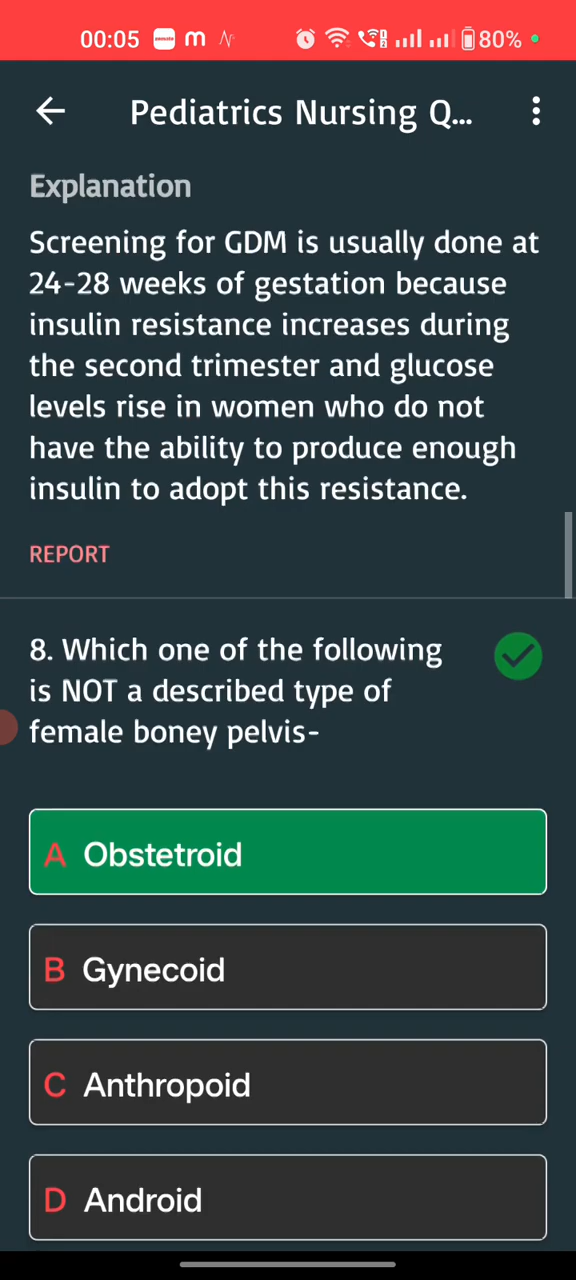 00:05 m 80%
Pediatrics Nursing Q...
Explanation
Screening for GDM is usually done at
24-28 weeks of gestation because
insulin resistance increases during
the second trimester and glucose
levels rise in women who do not
have the ability to produce enough
insulin to adopt this resistance.
REPORT
8. Which one of the following
is NOT a described type of
female boney pelvis-
A Obstetroid
B Gynecoid
C Anthropoid
D Android